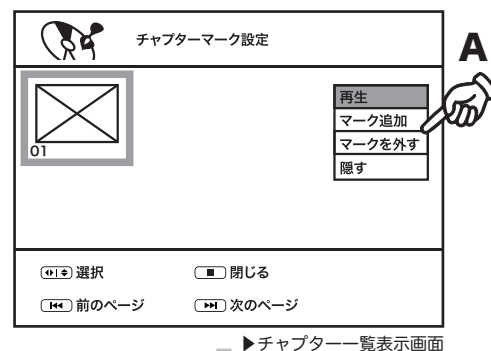 チャプターマーク設定
A
再生
マーク追加
マークを外す
隠す
01
選択
閉じる
前のページ
次のページ
▶チャプター一覧表示画面